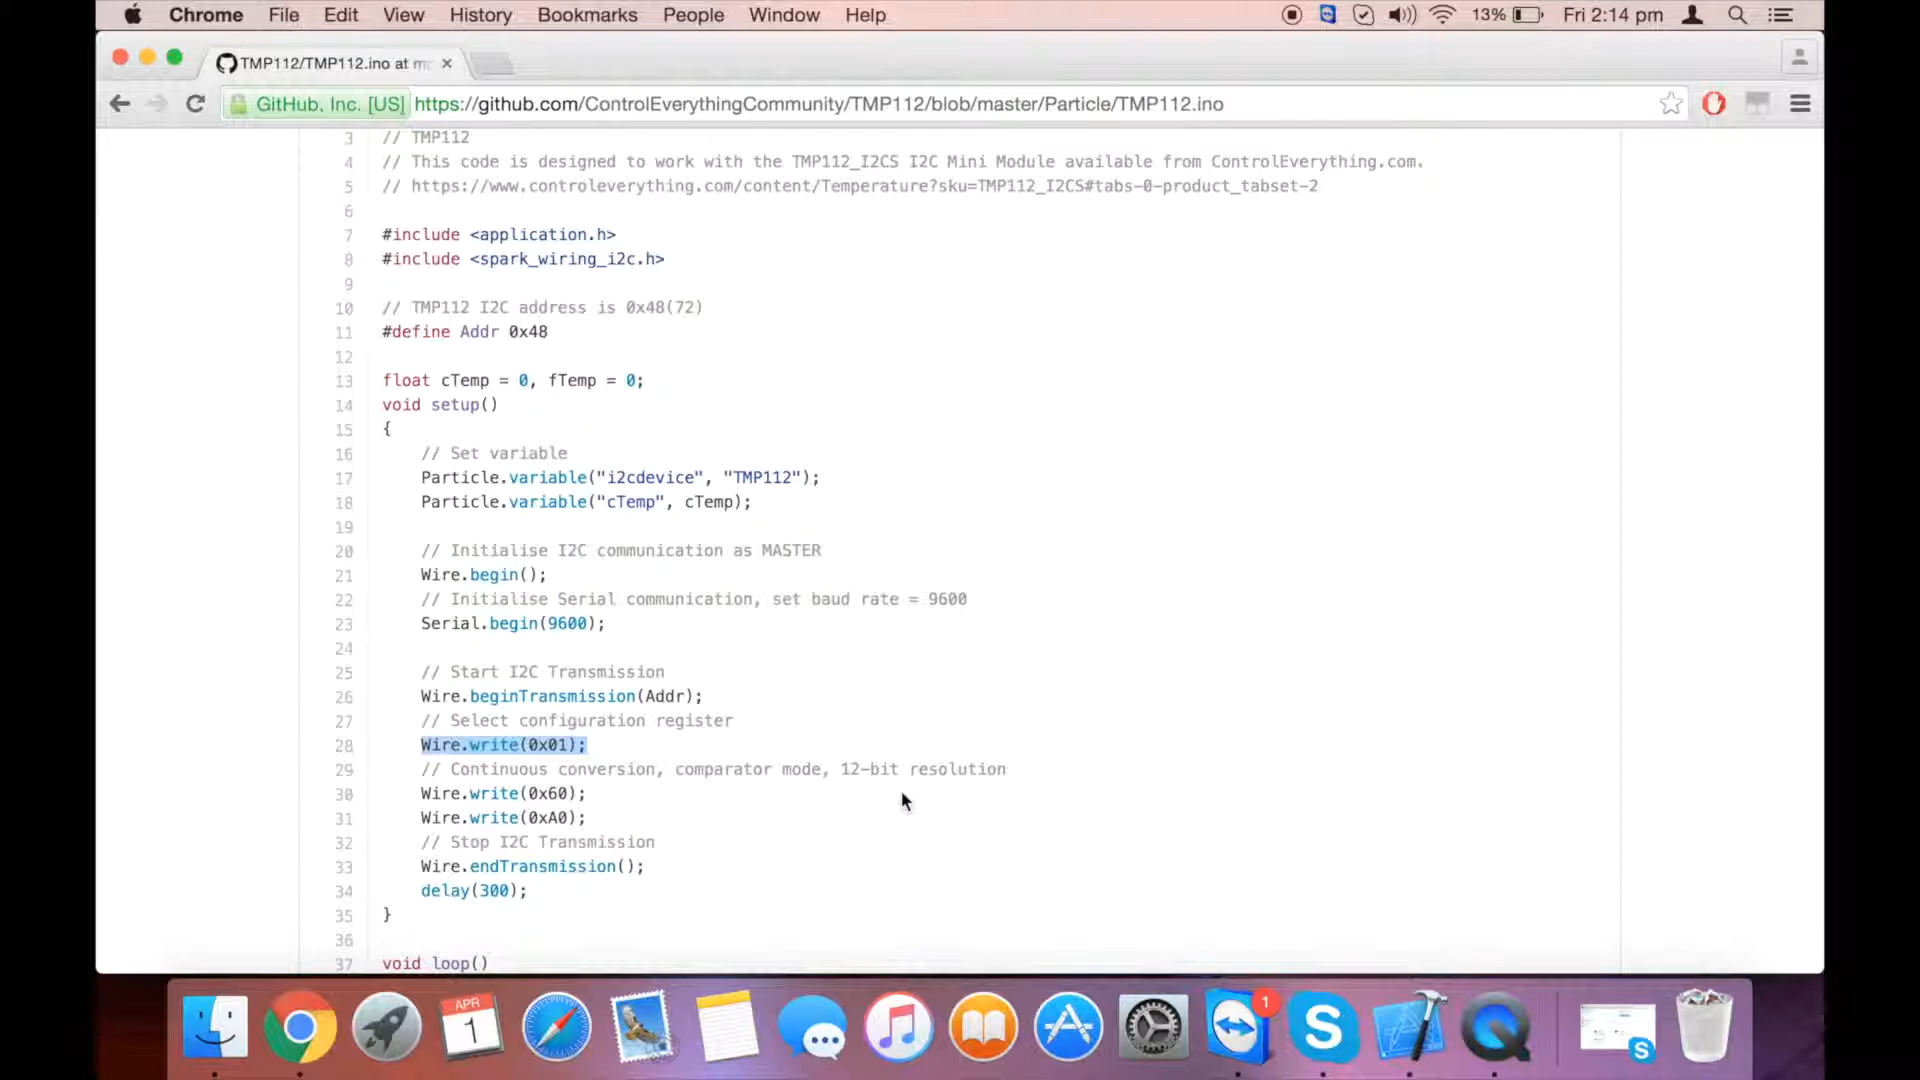 Chrome File Edit View History Bookmarks People Window Help 13% Fri 2:14 pm
TMP112/TMP112.ino at m
GitHub, Inc. [US] https://github.com/ControlEverythingCommunity/TMP112/blob/master/Particle/TMP112.ino
3 // TMP112
4 // This code is designed to work with the TMP112_I2CS I2C Mini Module available from ControlEverything.com.
5 // https://www.controleverything.com/content/Temperature?sku=TMP112_I2CS#tabs-0-product_tabset-2
6
7 #include <application.h>
8 #include <spark_wiring_i2c.h>
9
10 // TMP112 I2C address is 0x48(72)
11 #define Addr 0x48
12
13 float cTemp = 0, fTemp = 0;
14 void setup()
15 {
16 // Set variable
17 Particle.variable("i2cdevice", "TMP112");
18 Particle.variable("cTemp", cTemp);
19
20 // Initialise I2C communication as MASTER
21 Wire.begin();
22 // Initialise Serial communication, set baud rate = 9600
23 Serial.begin(9600);
24
25 // Start I2C Transmission
26 Wire.beginTransmission(Addr);
27 // Select configuration register
28 Wire.write(0x01);
29 // Continuous conversion, comparator mode, 12-bit resolution
30 Wire.write(0x60);
31 Wire.write(0xA0);
32 // Stop I2C Transmission
33 Wire.endTransmission();
34 delay(300);
35 }
36
37 void loop()
APR
1
1
S
S